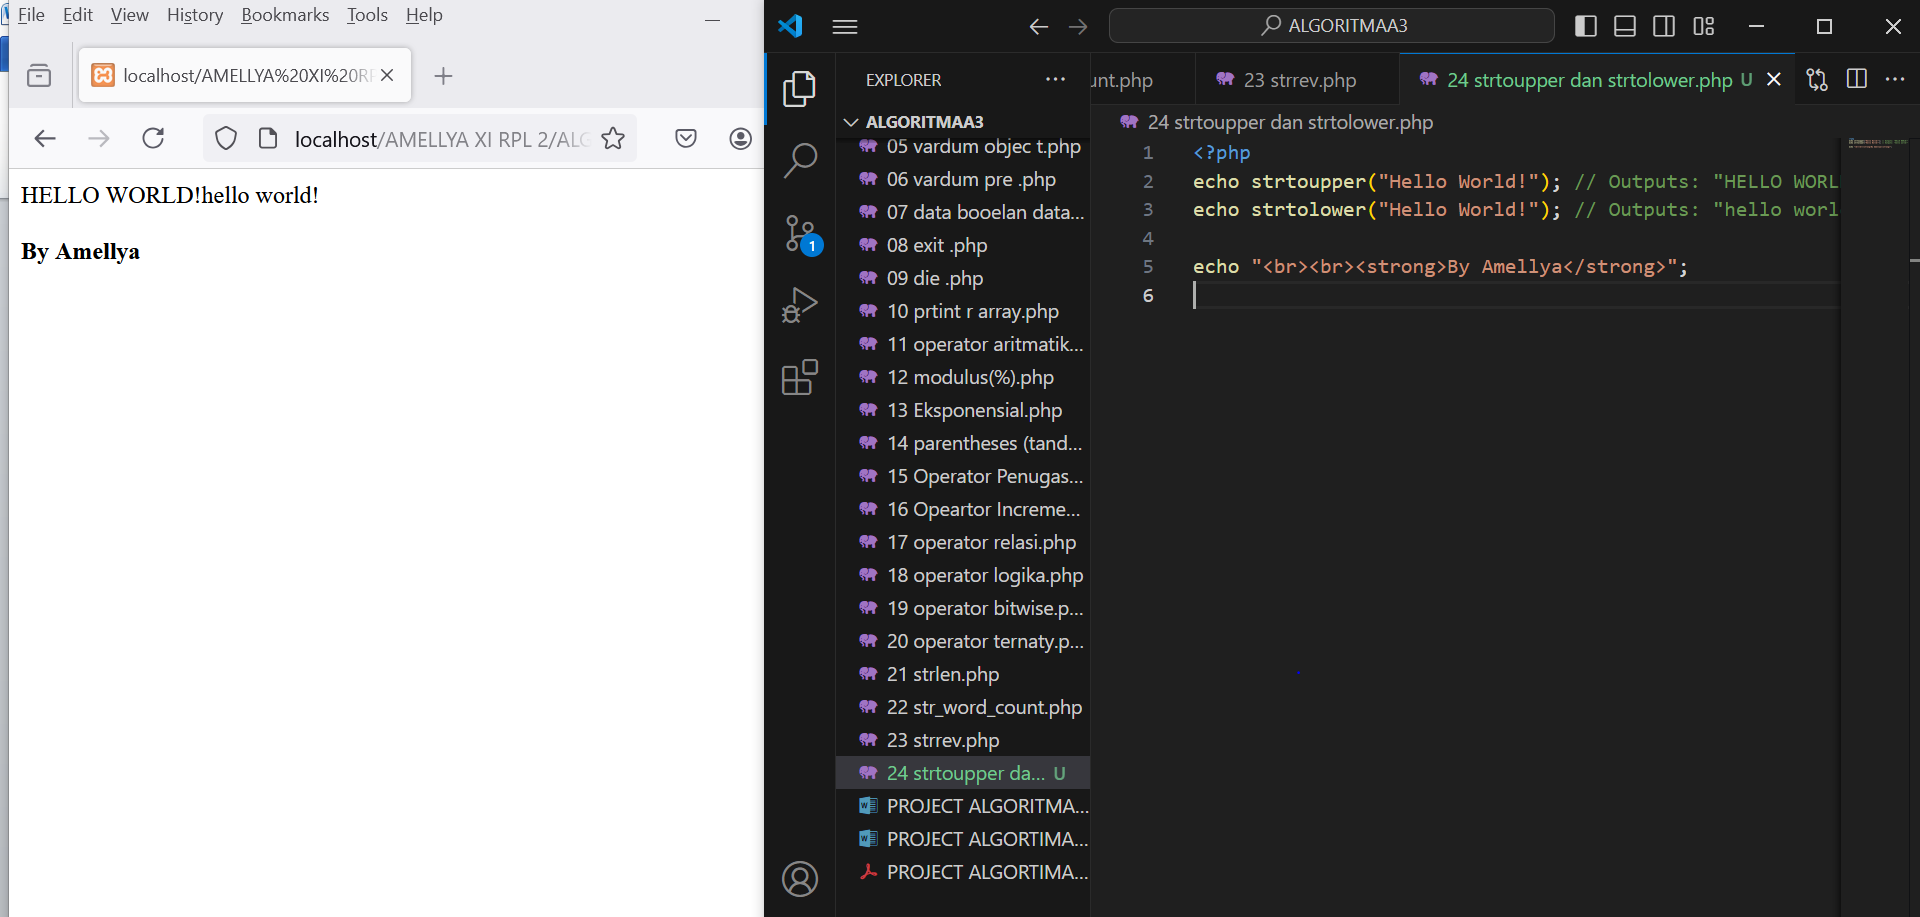 File Edit View History Bookmarks Tools Help
localhost/AMELLYA%20XI%20RP
localhost/AMELLYA XI RPL 2/ALG
HELLO WORLD!hello world!
By Amellya
ALGORITMAA3
EXPLORER
ALGORITMAA3
05 vardum objec t.php
06 vardum pre .php
07 data booelan data...
08 exit .php
09 die .php
10 prtint r array.php
11 operator aritmatik...
12 modulus(%).php
13 Eksponensial.php
14 parentheses (tand...
15 Operator Penugas...
16 Opeartor Increme...
17 operator relasi.php
18 operator logika.php
19 operator bitwise.p...
20 operator ternaty.p...
21 strlen.php
22 str_word_count.php
23 strrev.php
24 strtoupper da... U
PROJECT ALGORITMA...
PROJECT ALGORTIMA...
PROJECT ALGORTIMA...
1
unt.php 23 strrev.php 24 strtoupper dan strtolower.php U
24 strtoupper dan strtolower.php
1 <?php
2 echo strtoupper("Hello World!"); // Outputs: "HELLO WORL
3 echo strtolower("Hello World!"); // Outputs: "hello worl
4
5 echo "<br><br><strong>By Amellya</strong>";
6